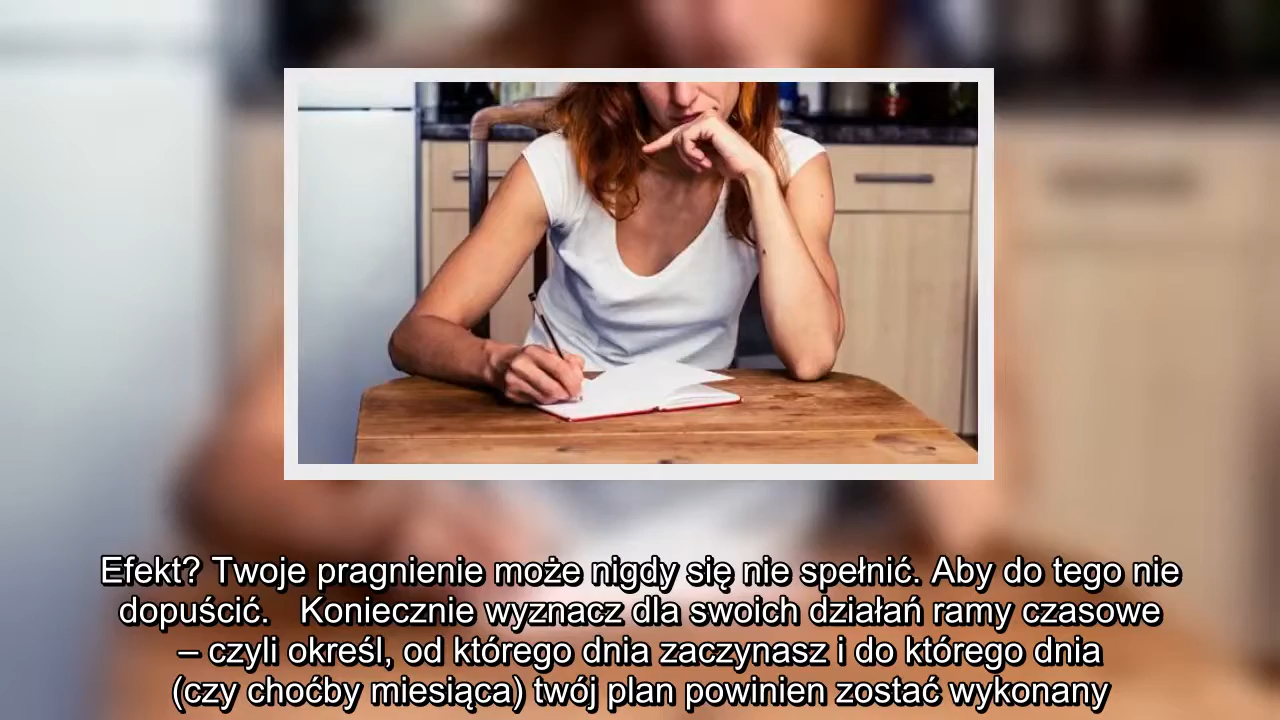 Efekt? Twoje pragnienie może nigdy się nie spełnić. Aby do tego nie
dopuścić.   Koniecznie wyznacz dla swoich działań ramy czasowe
– czyli określ, od którego dnia zaczynasz i do którego dnia
(czy choćby miesiąca) twój plan powinien zostać wykonany